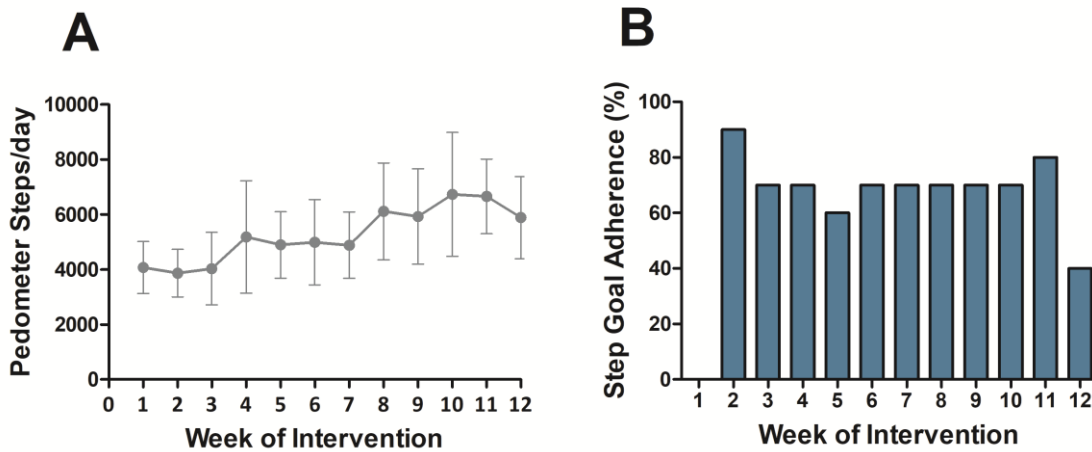 A
Pedometer Steps/day
10000
8000
6000
4000
2000
0
0 1 2 3 4 5 6 7 8 9 10 11 12
Week of Intervention
B
Step Goal Adherence (%)
100
80
60
40
20
0
1 2 3 4 5 6 7 8 9 10 11 12
Week of Intervention